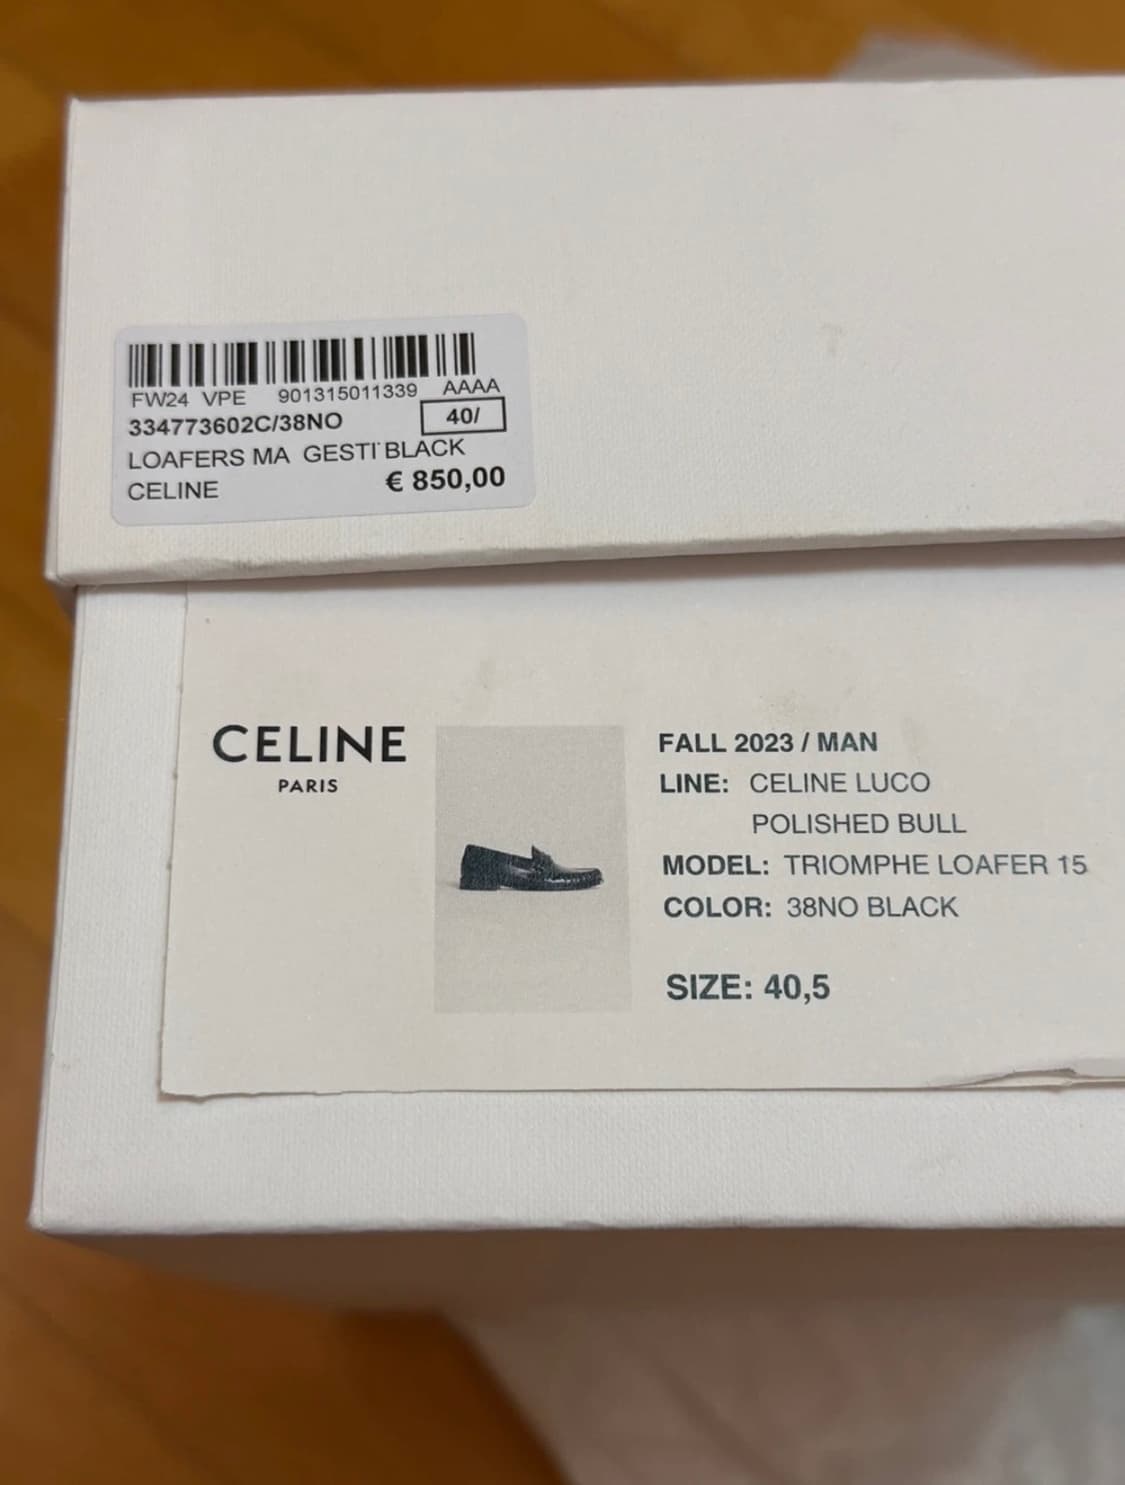 FW24 VPE 901315011339 AAAA
334773602C/38NO 40/
LOAFERS MA GESTI BLACK
CELINE € 850,00
CELINE
PARIS
FALL 2023 / MAN
LINE: CELINE LUCO
POLISHED BULL
MODEL: TRIOMPHE LOAFER 15
COLOR: 38NO BLACK
SIZE: 40,5